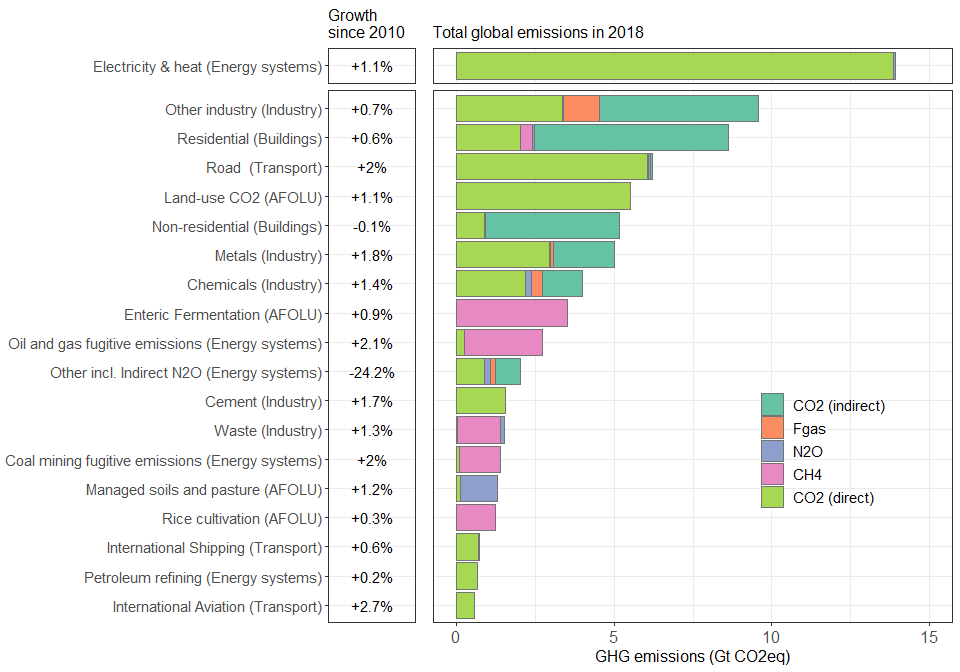 Growth
since 2010
Total global emissions in 2018
Electricity & heat (Energy systems) +1.1%
Other industry (Industry) +0.7%
Residential (Buildings) +0.6%
Road (Transport) +2%
Land-use CO2 (AFOLU) +1.1%
Non-residential (Buildings) -0.1%
Metals (Industry) +1.8%
Chemicals (Industry) +1.4%
Enteric Fermentation (AFOLU) +0.9%
Oil and gas fugitive emissions (Energy systems) +2.1%
Other incl. Indirect N2O (Energy systems) -24.2%
Cement (Industry) +1.7%
Waste (Industry) +1.3%
Coal mining fugitive emissions (Energy systems) +2%
Managed soils and pasture (AFOLU) +1.2%
Rice cultivation (AFOLU) +0.3%
International Shipping (Transport) +0.6%
Petroleum refining (Energy systems) +0.2%
International Aviation (Transport) +2.7%
CO2 (indirect)
Fgas
N2O
CH4
CO2 (direct)
0 5 10 15
GHG emissions (Gt CO2eq)